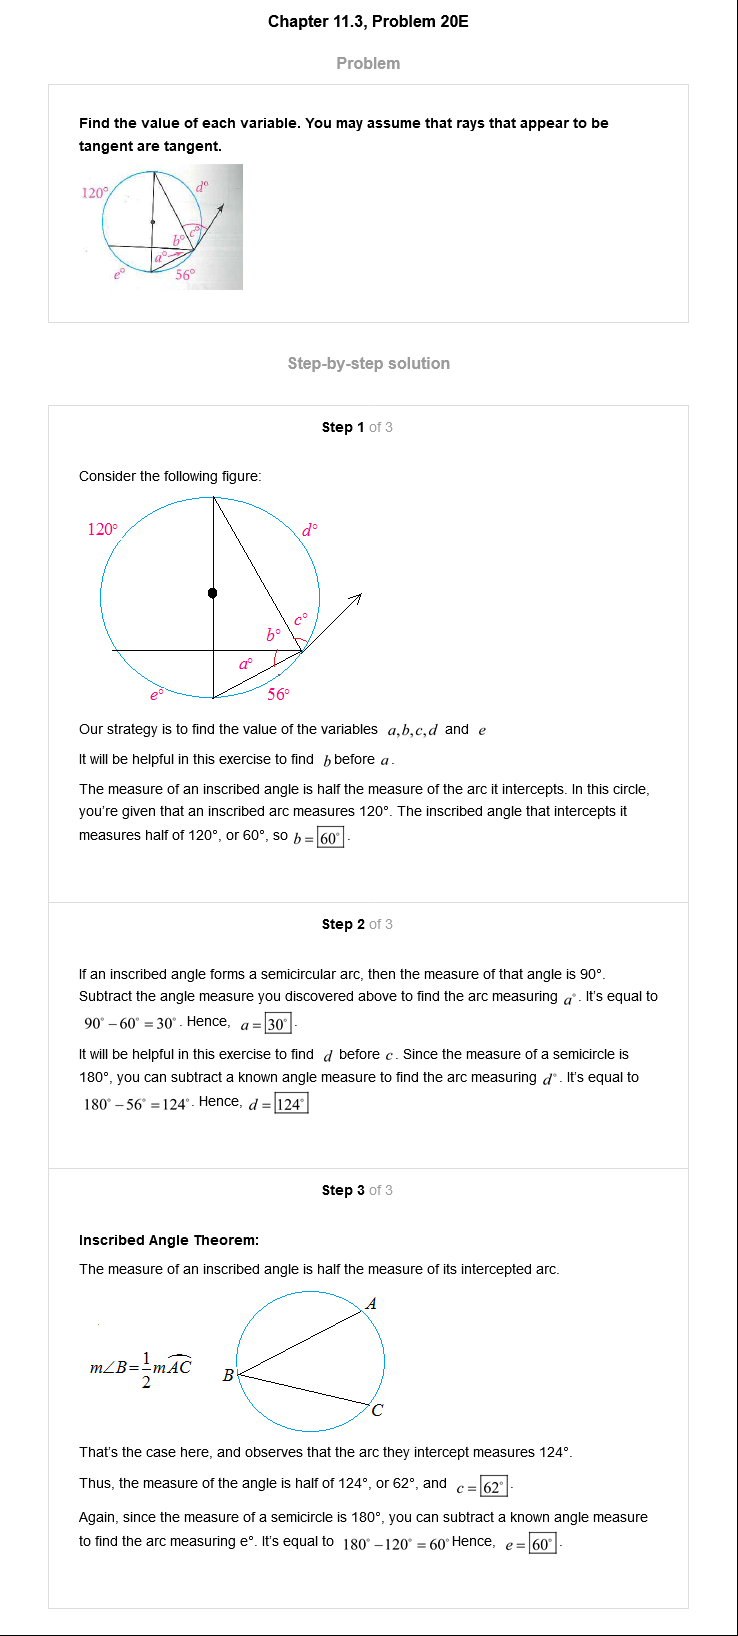 Chapter 11.3, Problem 20E
Problem
Find the value of each variable. You may assume that rays that appear to be
tangent are tangent.
120°
d°
b°
c°
a°
e°
56°
Step-by-step solution
Step 1 of 3
Consider the following figure:
120°
d°
c°
b°
a°
e°
56°
Our strategy is to find the value of the variables a,b,c,d and e
It will be helpful in this exercise to find b before a.
The measure of an inscribed angle is half the measure of the arc it intercepts. In this circle,
you're given that an inscribed arc measures 120°. The inscribed angle that intercepts it
measures half of 120°, or 60°, so b = 60°.
Step 2 of 3
If an inscribed angle forms a semicircular arc, then the measure of that angle is 90°.
Subtract the angle measure you discovered above to find the arc measuring a°. It's equal to
90° – 60° = 30°. Hence, a = 30°.
It will be helpful in this exercise to find d before c. Since the measure of a semicircle is
180°, you can subtract a known angle measure to find the arc measuring d°. It's equal to
180° – 56° = 124°. Hence, d = 124°
Step 3 of 3
Inscribed Angle Theorem:
The measure of an inscribed angle is half the measure of its intercepted arc.
A
m∠B=1/2 mAC
B
C
That's the case here, and observes that the arc they intercept measures 124°.
Thus, the measure of the angle is half of 124°, or 62°, and c = 62°.
Again, since the measure of a semicircle is 180°, you can subtract a known angle measure
to find the arc measuring e°. It's equal to 180° – 120° = 60° Hence, e = 60°.